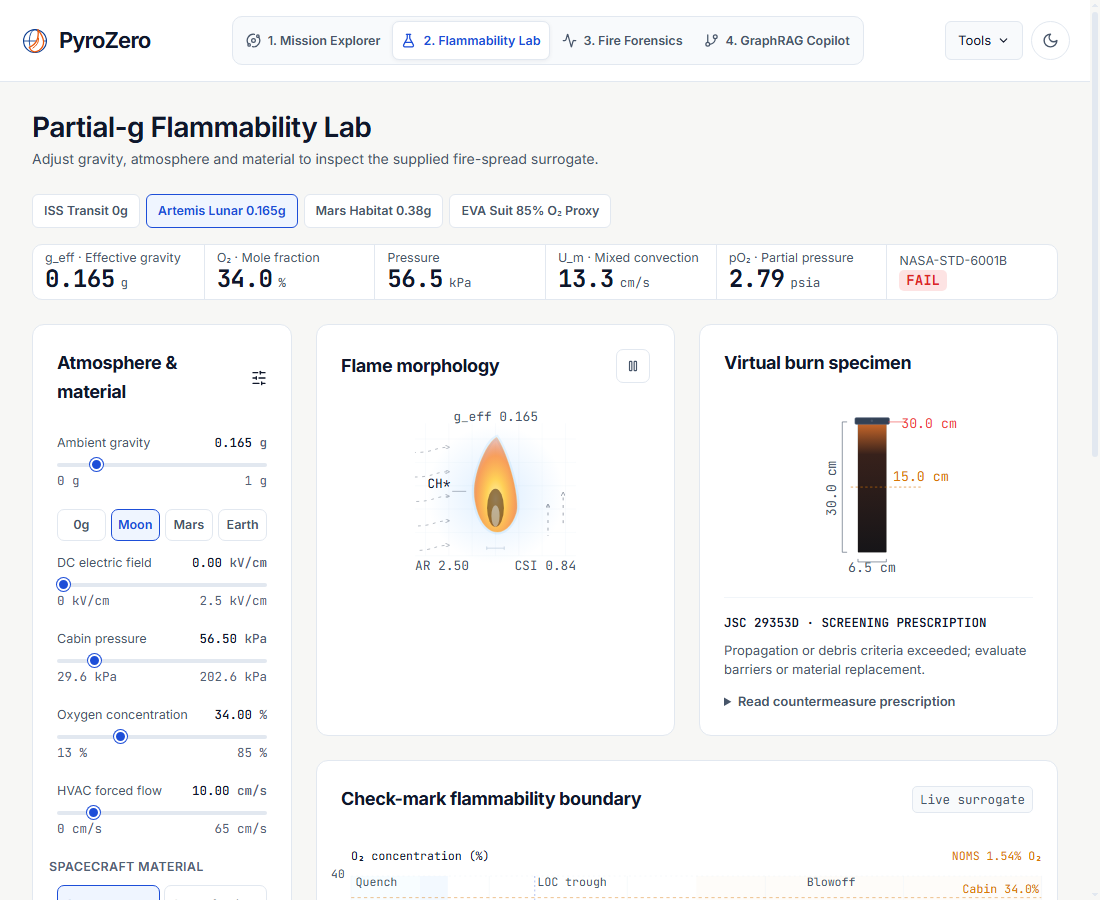 PyroZero
1. Mission Explorer
2. Flammability Lab
3. Fire Forensics
4. GraphRAG Copilot
Tools
Partial-g Flammability Lab
Adjust gravity, atmosphere and material to inspect the supplied fire-spread surrogate.
ISS Transit 0g
Artemis Lunar 0.165g
Mars Habitat 0.38g
EVA Suit 85% O₂ Proxy
g_eff · Effective gravity
0.165 g
O₂ · Mole fraction
34.0 %
Pressure
56.5 kPa
U_m · Mixed convection
13.3 cm/s
pO₂ · Partial pressure
2.79 psia
NASA-STD-6001B
FAIL
Atmosphere &
material
Ambient gravity 0.165 g
0 g 1 g
0g Moon Mars Earth
DC electric field 0.00 kV/cm
0 kV/cm 2.5 kV/cm
Cabin pressure 56.50 kPa
29.6 kPa 202.6 kPa
Oxygen concentration 34.00 %
13 % 85 %
HVAC forced flow 10.00 cm/s
0 cm/s 65 cm/s
SPACECRAFT MATERIAL
Flame morphology
g_eff 0.165
CH*
AR 2.50 CSI 0.84
Virtual burn specimen
30.0 cm
15.0 cm
30.0 cm
6.5 cm
JSC 29353D · SCREENING PRESCRIPTION
Propagation or debris criteria exceeded; evaluate
barriers or material replacement.
Read countermeasure prescription
Check-mark flammability boundary
Live surrogate
O₂ concentration (%)
NOMS 1.54% O₂
40
Quench LOC trough Blowoff
Cabin 34.0%